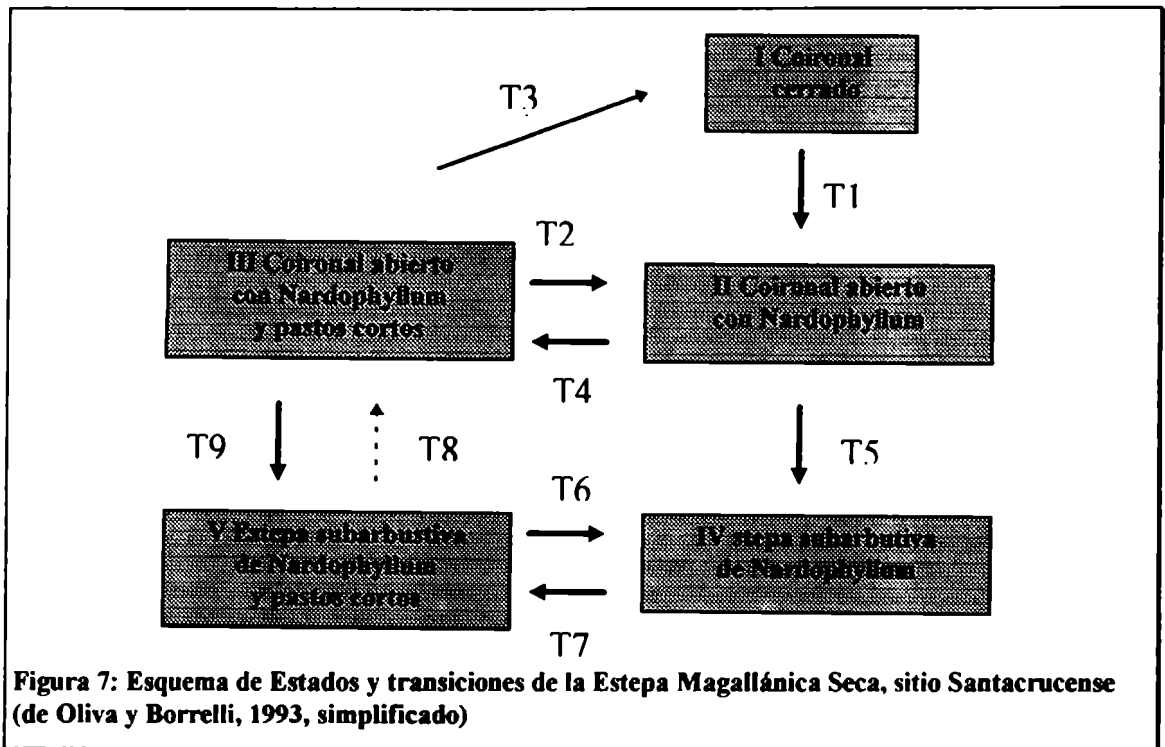 I Coironal
cerrado
T3
T1
T2
III Coironal abierto
con Nardophyllum
y pastos cortos
II Coironal abierto
con Nardophyllum
T4
T9
T8
T5
T6
V Estepa subarbustiva
de Nardophyllum
y pastos cortos
IV stepa subarbutiva
de Nardophyllum
T7
Figura 7: Esquema de Estados y transiciones de la Estepa Magallánica Seca, sitio Santacrucense
(de Oliva y Borrelli, 1993, simplificado)